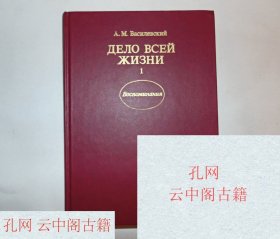 А. М. Василевский
ДЕЛО ВСЕЙ
ЖИЗНИ
1
Воспоминания
孔网
云中阁古籍
孔网 云中阁古籍